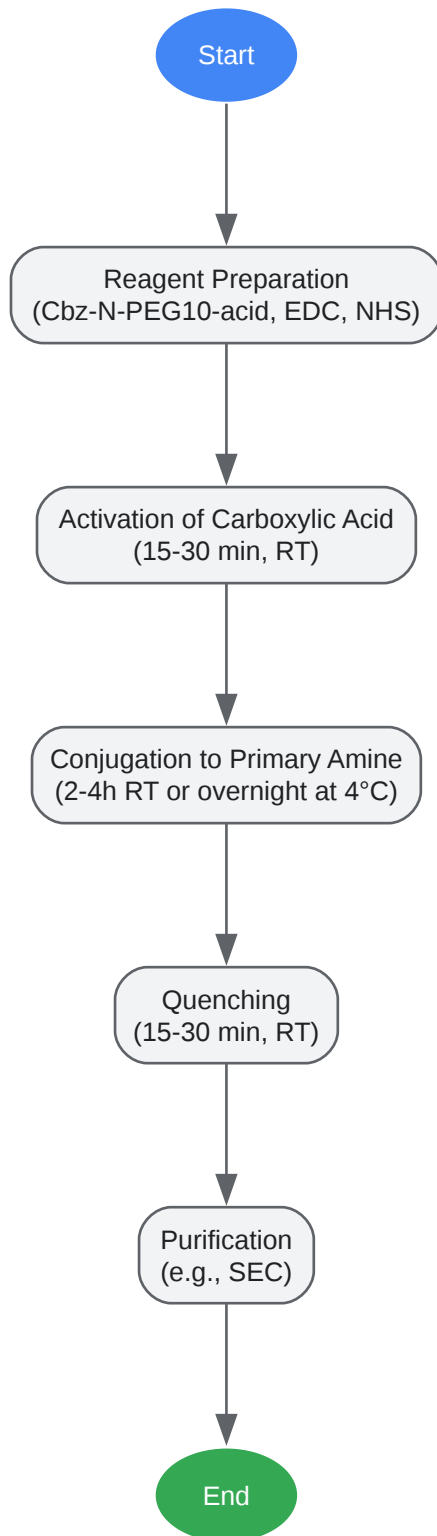 Start
Reagent Preparation
(Cbz-N-PEG10-acid, EDC, NHS)
Activation of Carboxylic Acid
(15-30 min, RT)
Conjugation to Primary Amine
(2-4h RT or overnight at 4°C)
Quenching
(15-30 min, RT)
Purification
(e.g., SEC)
End